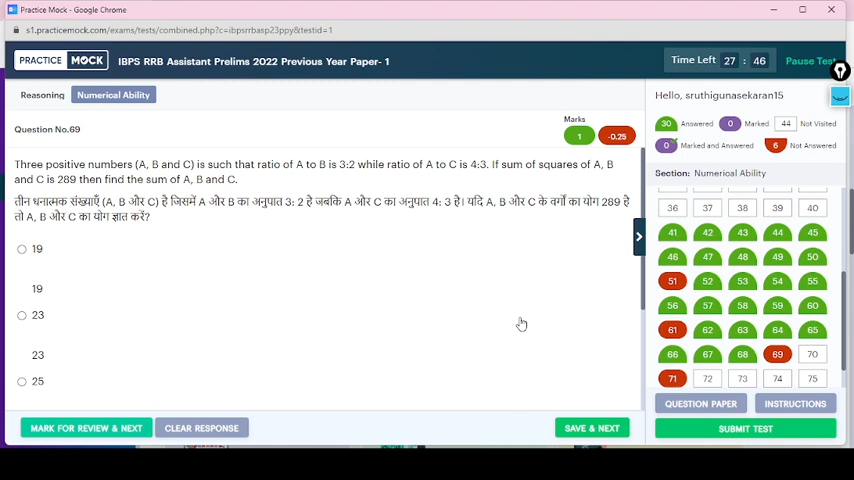 Practice Mock - Google Chrome
s1.practicemock.com/exams/tests/combined.php?c=ibpsrrbasp23ppy&testid=1
PRACTICE MOCK IBPS RRB Assistant Prelims 2022 Previous Year Paper- 1 Time Left 27 : 46 Pause Test
Reasoning Numerical Ability
Hello, sruthigunasekaran15
Question No.69
Marks
1 -0.25
30 Answered 0 Marked 44 Not Visited
0 Marked and Answered 6 Not Answered
Section: Numerical Ability
Three positive numbers (A, B and C) is such that ratio of A to B is 3:2 while ratio of A to C is 4:3. If sum of squares of A, B
and C is 289 then find the sum of A, B and C.
तीन धनात्मक संख्याएँ (A, B और C) है जिसमें A और B का अनुपात 3: 2 है जबकि A और C का अनुपात 4: 3 है। यदि A, B और C के वर्गों का योग 289 है
तो A, B और C का योग ज्ञात करें?
19
19
23
23
25
36 37 38 39 40
41 42 43 44 45
46 47 48 49 50
51 52 53 54 55
56 57 58 59 60
61 62 63 64 65
66 67 68 69 70
71 72 73 74 75
MARK FOR REVIEW & NEXT CLEAR RESPONSE SAVE & NEXT
QUESTION PAPER INSTRUCTIONS
SUBMIT TEST